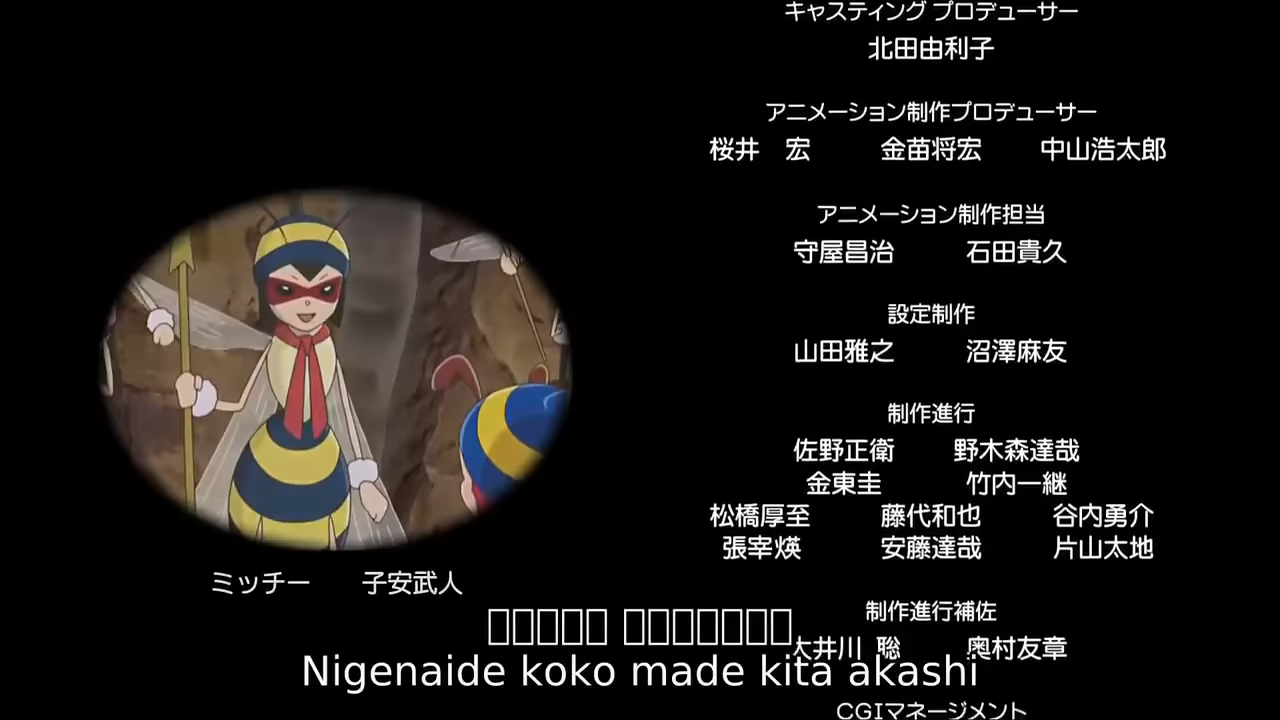 キャスティング プロデューサー
北田由利子
アニメーション制作プロデューサー
桜井 宏 金苗将宏 中山浩太郎
アニメーション制作担当
守屋昌治 石田貴久
設定制作
山田雅之 沼澤麻友
制作進行
佐野正衛 野木森達哉
金東圭 竹内一継
松橋厚至 藤代和也 谷内勇介
張宰煐 安藤達哉 片山太地
ミッチー 子安武人
制作進行補佐
大井川 聡 奥村友章
Nigenaide koko made kita akashi
CGIマネージメント